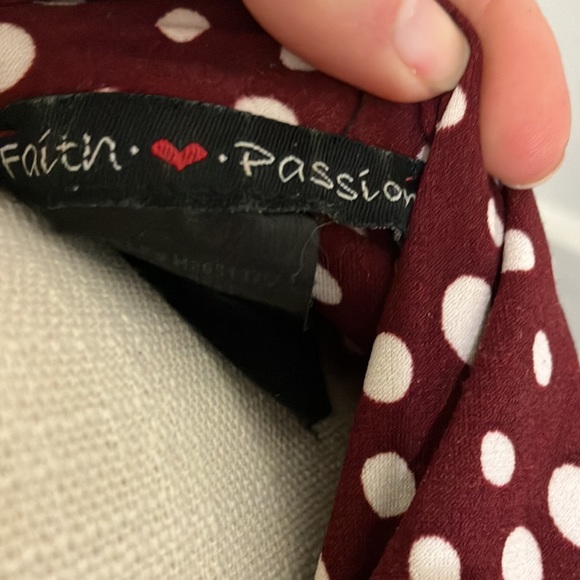 Faith · ❤ · Passion